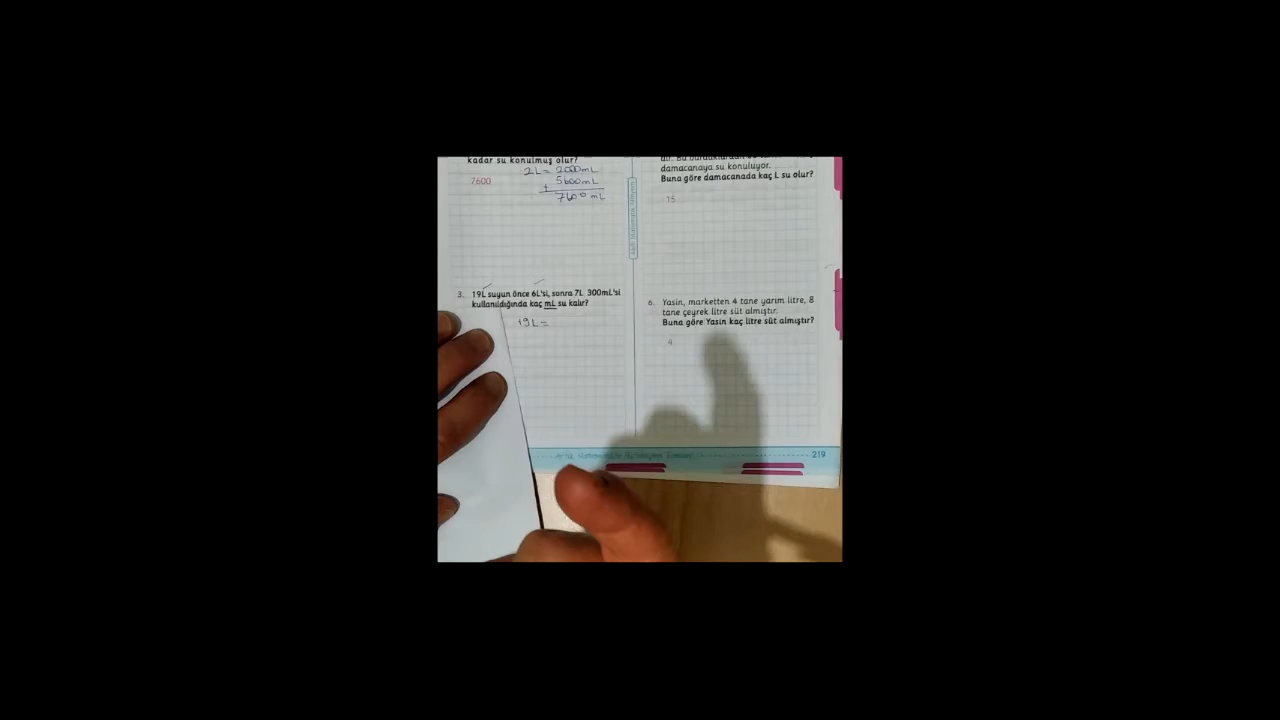 kadar su konulmuş olur?
2L = 2000mL
7600
5600mL
+
7600 mL
3. 19L suyun önce 6L'si, sonra 7L 300mL'si
kullanıldığında kaç mL su kalır?
19L=
damacanaya su konuluyor.
Buna göre damacanada kaç L su olur?
15
6. Yasin, marketten 4 tane yarım litre, 8
tane çeyrek litre süt almıştır.
Buna göre Yasin kaç litre süt almıştır?
219